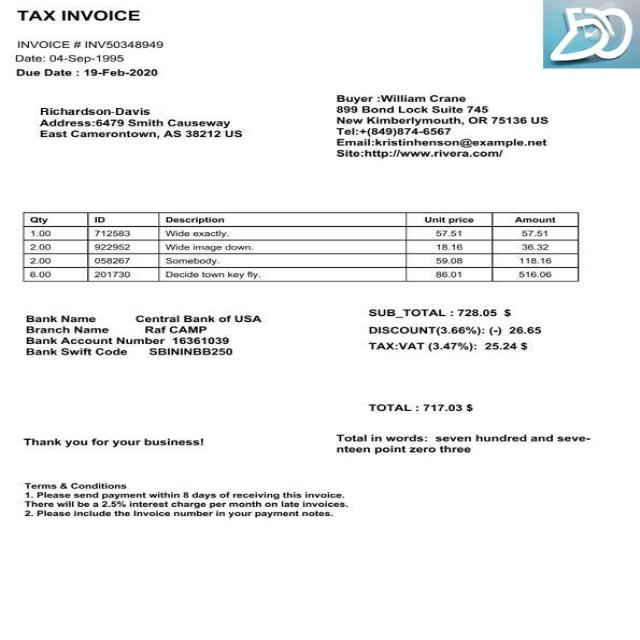 TAX INVOICE
INVOICE # INV50348949
Date: 04-Sep-1995
Due Date : 19-Feb-2020
Richardson-Davis
Address:6479 Smith Causeway
East Camerontown, AS 38212 US
Buyer :William Crane
899 Bond Lock Suite 745
New Kimberlymouth, OR 75136 US
Tel:+(849)874-6567
Email:kristinhenson@example.net
Site:http://www.rivera.com/
Qty ID Description Unit price Amount
1.00 712583 Wide exactly. 57.51 57.51
2.00 922952 Wide image down. 18.16 36.32
2.00 058267 Somebody. 59.08 118.16
6.00 201730 Decide town key fly. 86.01 516.06
Bank Name Central Bank of USA
Branch Name Raf CAMP
Bank Account Number 16361039
Bank Swift Code SBININBB250
SUB_TOTAL : 728.05 $
DISCOUNT(3.66%): (-) 26.65
TAX:VAT (3.47%): 25.24 $
TOTAL : 717.03 $
Thank you for your business!
Total in words: seven hundred and seve-
nteen point zero three
Terms & Conditions
1. Please send payment within 8 days of receiving this invoice.
There will be a 2.5% interest charge per month on late invoices.
2. Please include the Invoice number in your payment notes.